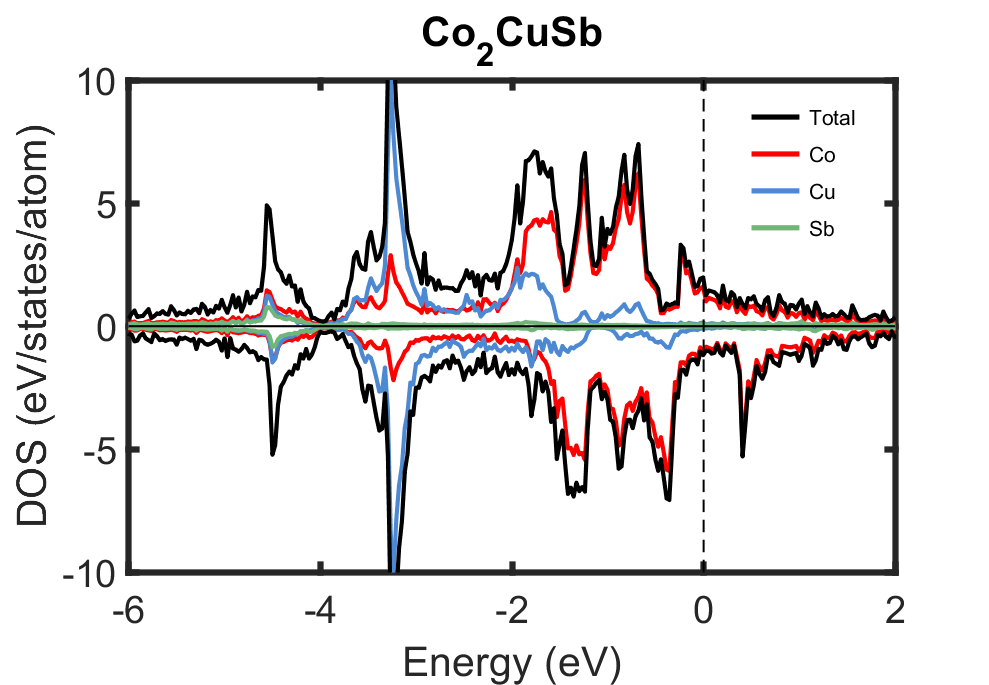 Co₂CuSb
DOS (eV/states/atom)
10
5
0
-5
-10
Total
Co
Cu
Sb
-6 -4 -2 0 2
Energy (eV)